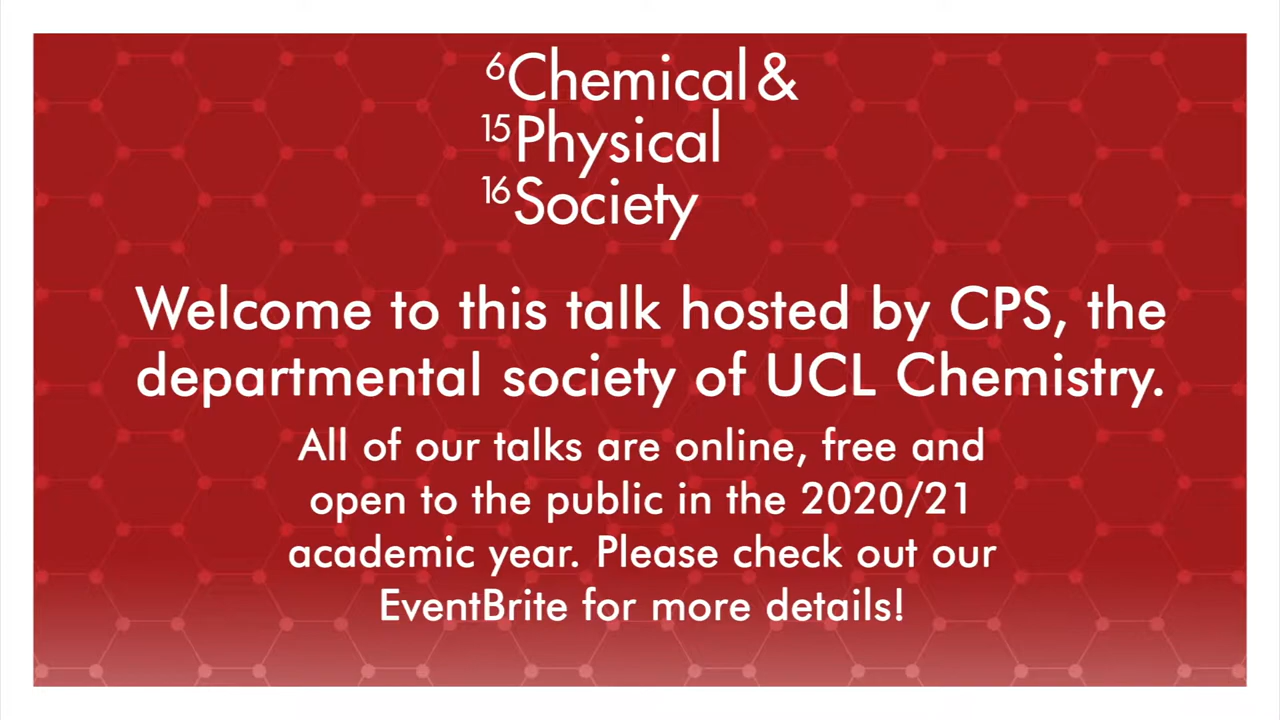 ⁶Chemical &
¹⁵Physical
¹⁶Society
Welcome to this talk hosted by CPS, the
departmental society of UCL Chemistry.
All of our talks are online, free and
open to the public in the 2020/21
academic year. Please check out our
EventBrite for more details!